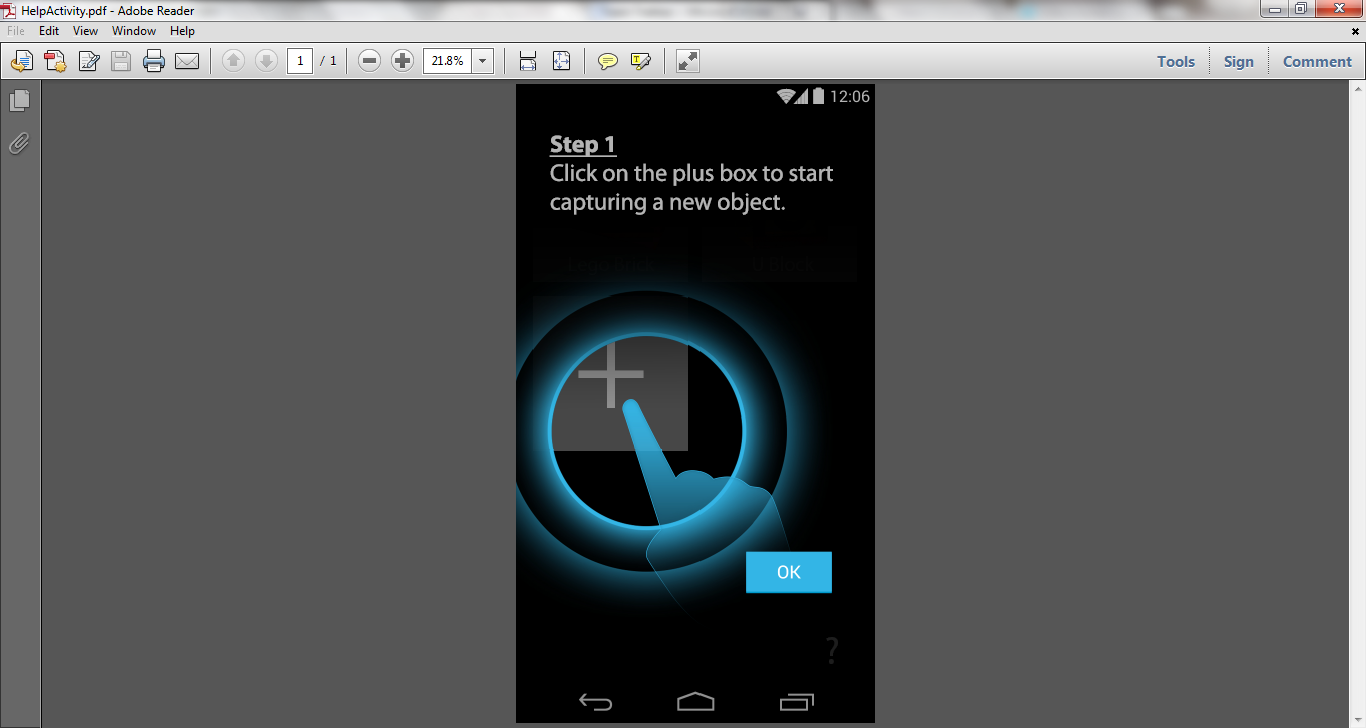 HelpActivity.pdf - Adobe Reader
File Edit View Window Help
1 / 1 21.8% Tools Sign Comment
12:06
Step 1
Click on the plus box to start
capturing a new object.
OK
?